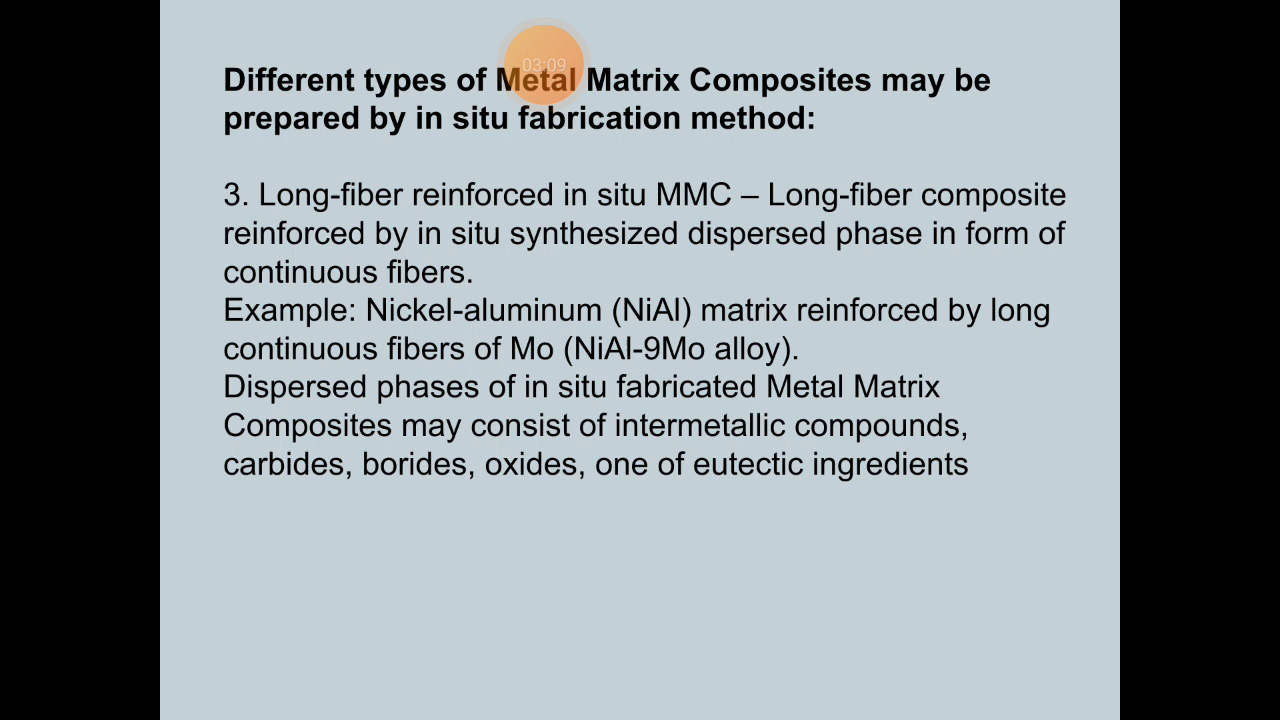 03:09
Different types of Metal Matrix Composites may be
prepared by in situ fabrication method:
3. Long-fiber reinforced in situ MMC – Long-fiber composite
reinforced by in situ synthesized dispersed phase in form of
continuous fibers.
Example: Nickel-aluminum (NiAl) matrix reinforced by long
continuous fibers of Mo (NiAl-9Mo alloy).
Dispersed phases of in situ fabricated Metal Matrix
Composites may consist of intermetallic compounds,
carbides, borides, oxides, one of eutectic ingredients